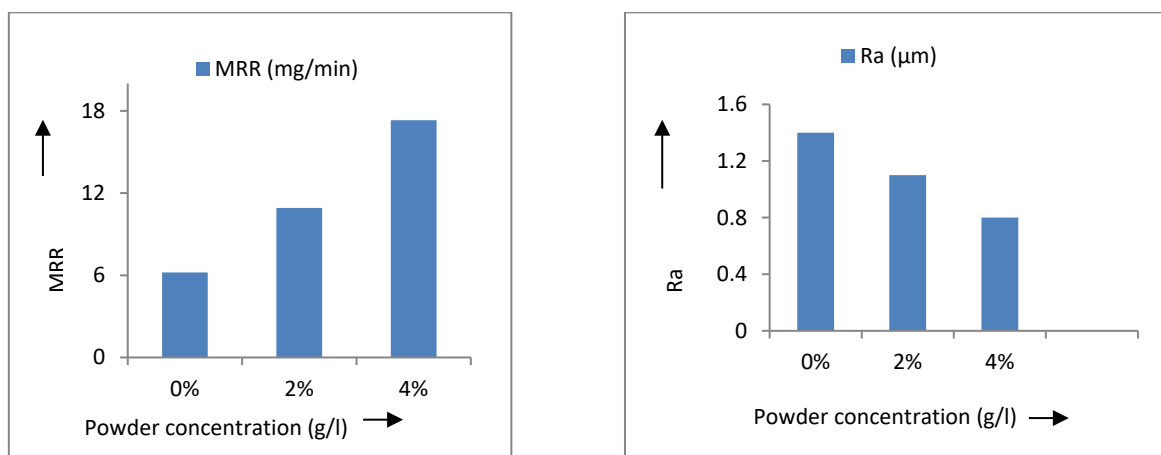 MRR (mg/min)
18
12
6
0
MRR
0% 2% 4%
Powder concentration (g/l)
Ra (µm)
1.6
1.2
0.8
0.4
0
Ra
0% 2% 4%
Powder concentration (g/l)